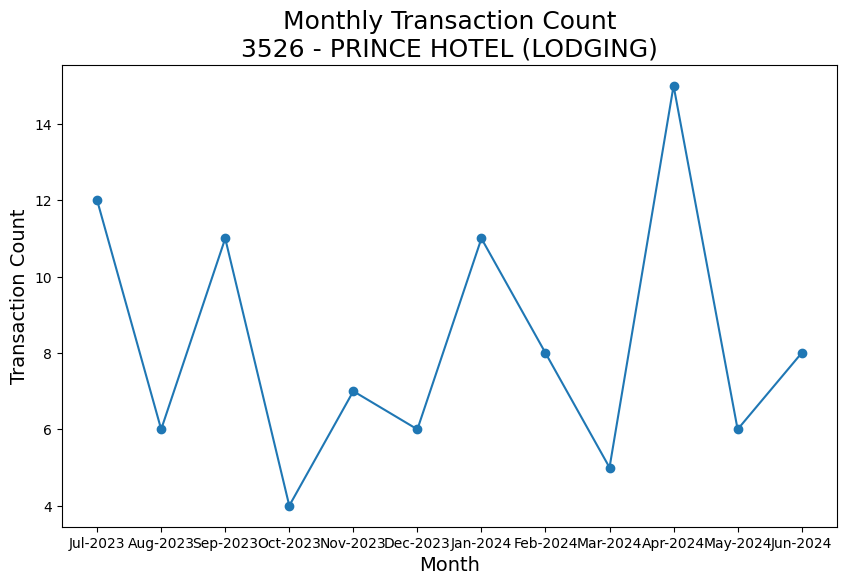 Monthly Transaction Count
3526 - PRINCE HOTEL (LODGING)
Transaction Count
14
12
10
8
6
4
Jul-2023 Aug-2023 Sep-2023 Oct-2023 Nov-2023 Dec-2023 Jan-2024 Feb-2024 Mar-2024 Apr-2024 May-2024 Jun-2024
Month